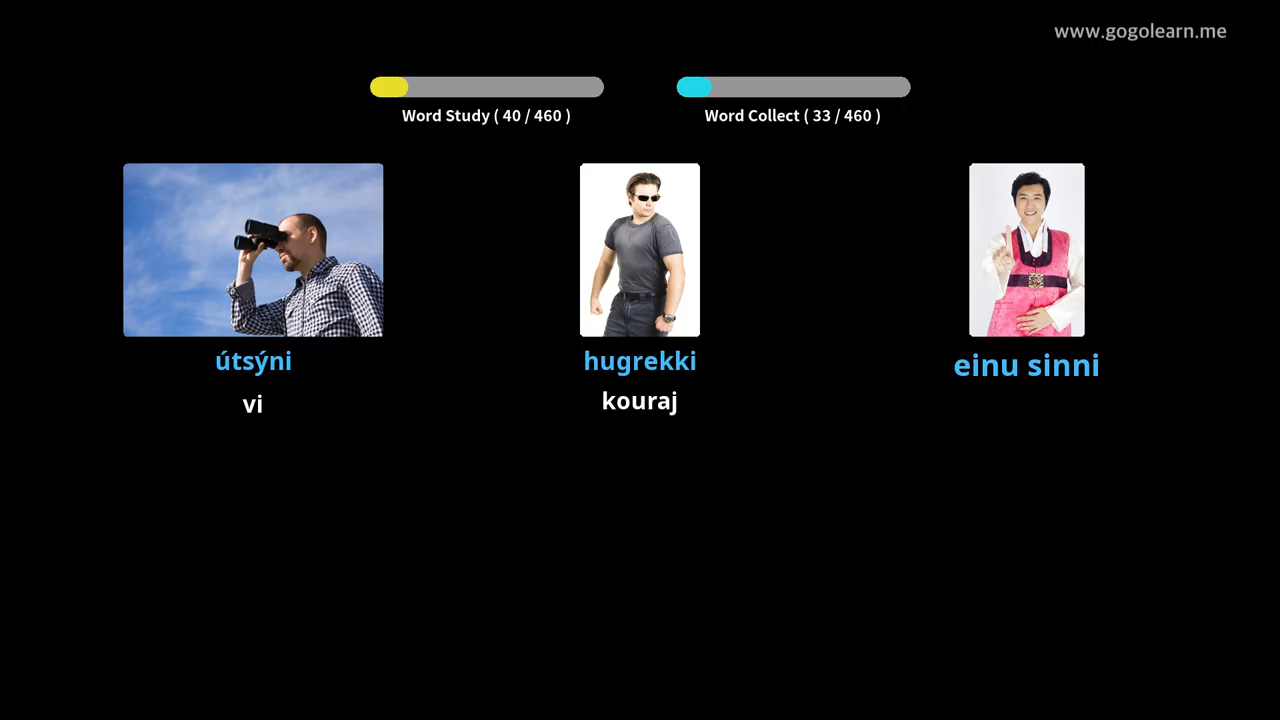 www.gogolearn.me
Word Study ( 40 / 460 )
Word Collect ( 33 / 460 )
útsýni
vi
hugrekki
kouraj
einu sinni